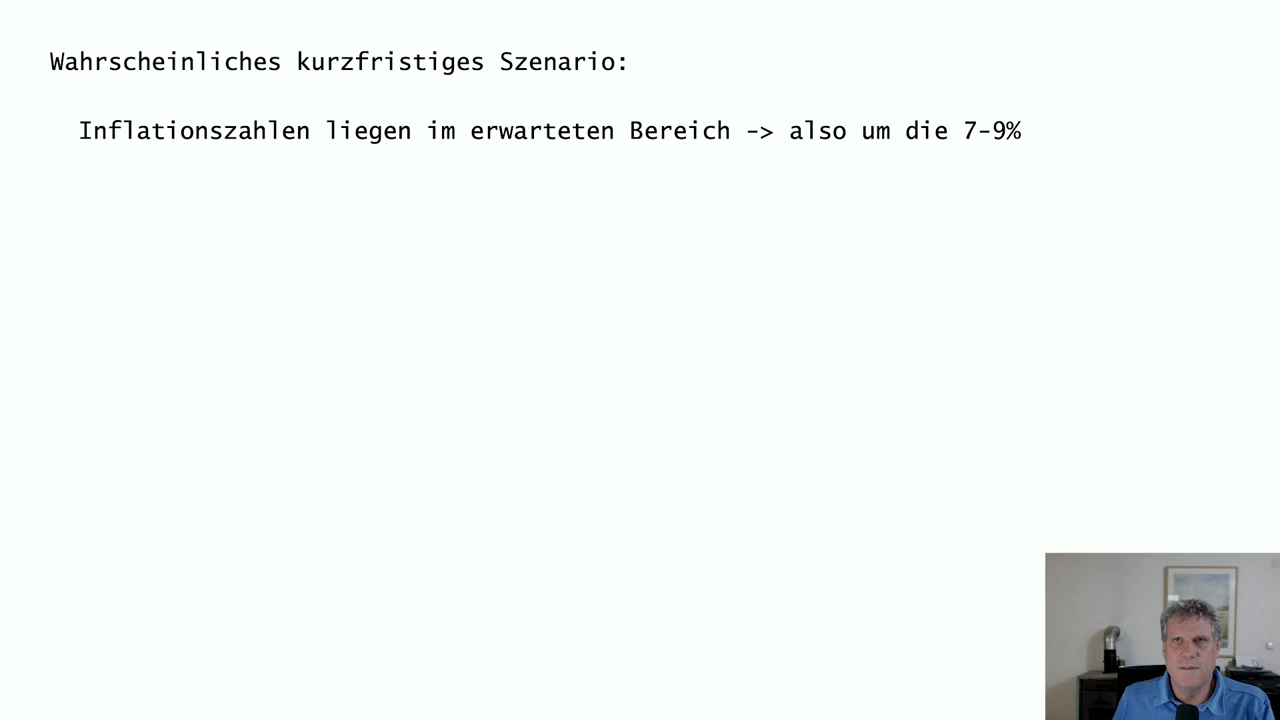 Wahrscheinliches kurzfristiges Szenario:
Inflationszahlen liegen im erwarteten Bereich -> also um die 7-9%